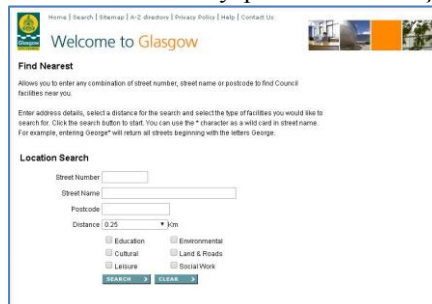 Home | Search | Sitemap | A-Z directory | Privacy Policy | Help | Contact Us
Welcome to Glasgow
Find Nearest
Allows you to enter any combination of street number, street name or postcode to find Council
facilities near you.
Enter address details, select a distance for the search and select the type of facilities you would like to
search for. Click the search button to start. You can use the * character as a wild card in street name.
For example, entering George* will return all streets beginning with the letters George.
Location Search
Street Number
Street Name
Postcode
Distance 0.25 Km
Education Environmental
Cultural Land & Roads
Leisure Social Work
SEARCH > CLEAR >